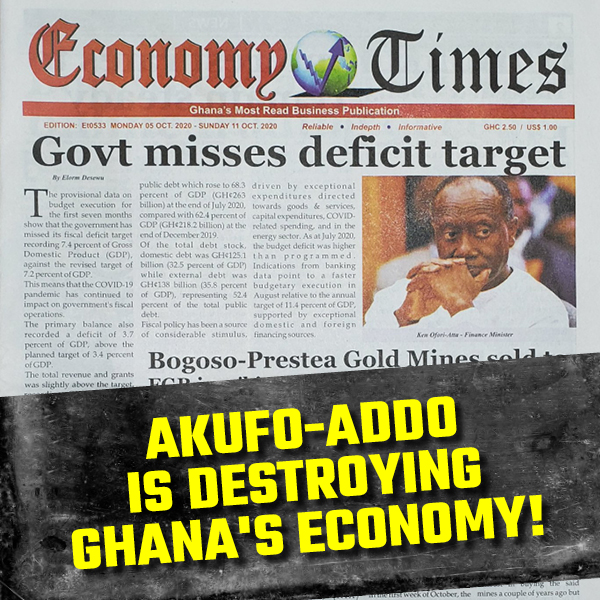 Economy Times
Ghana's Most Read Business Publication
EDITION: Et0533 MONDAY 05 OCT. 2020 - SUNDAY 11 OCT. 2020 Reliable • Indepth • Informative GHC 2.50 / US$ 1.00
Govt misses deficit target
By Elorm Desewu
The provisional data on
budget execution for
the first seven months
show that the government has
missed its fiscal deficit target
recording 7.4 percent of Gross
Domestic Product (GDP),
against the revised target of
7.2 percent of GDP.
This means that the COVID-19
pandemic has continued to
impact on government's fiscal
operations.
The primary balance also
recorded a deficit of 3.7
percent of GDP, above the
planned target of 3.4 percent
of GDP.
The total revenue and grants
was slightly above the target,
public debt which rose to 68.3
percent of GDP (GH¢263
billion) at the end of July 2020,
compared with 62.4 percent of
GDP (GH¢218.2 billion) at the
end of December 2019.
Of the total debt stock,
domestic debt was GH¢125.1
billion (32.5 percent of GDP)
while external debt was
GH¢138 billion (35.8 percent
of GDP), representing 52.4
percent of the total public
debt.
Fiscal policy has been a source
of considerable stimulus,
driven by exceptional
expenditures directed
towards goods & services,
capital expenditures, COVID-
related spending, and in the
energy sector. As at July 2020,
the budget deficit was higher
than programmed.
Indications from banking
data point to a faster
budgetary execution in
August relative to the annual
target of 11.4 percent of GDP,
supported by exceptional
domestic and foreign
financing sources.
Ken Ofori-Atta - Finance Minister
Bogoso-Prestea Gold Mines sold to
AKUFO-ADDO
IS DESTROYING
GHANA'S ECONOMY!
in buying the said
week of October, the
mines a couple of years ago but